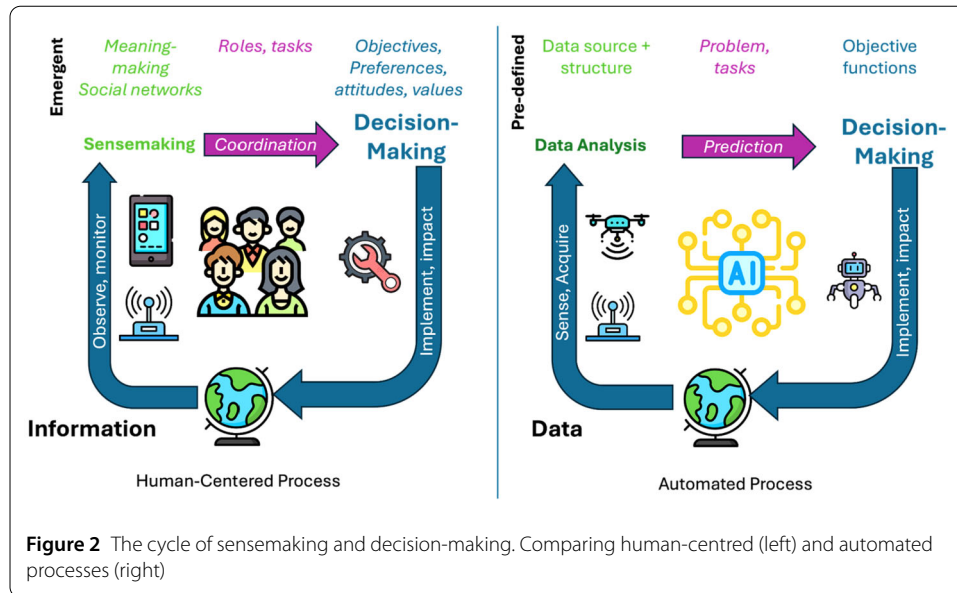 Emergent
Meaning-
making
Social networks
Roles, tasks
Objectives,
Preferences,
attitudes, values
Sensemaking
Coordination
Decision-
Making
Observe, monitor
Implement, impact
Information
Human-Centered Process
Pre-defined
Data source +
structure
Problem,
tasks
Objective
functions
Data Analysis
Prediction
Decision-
Making
Sense, Acquire
AI
Implement, impact
Data
Automated Process
Figure 2 The cycle of sensemaking and decision-making. Comparing human-centred (left) and automated
processes (right)